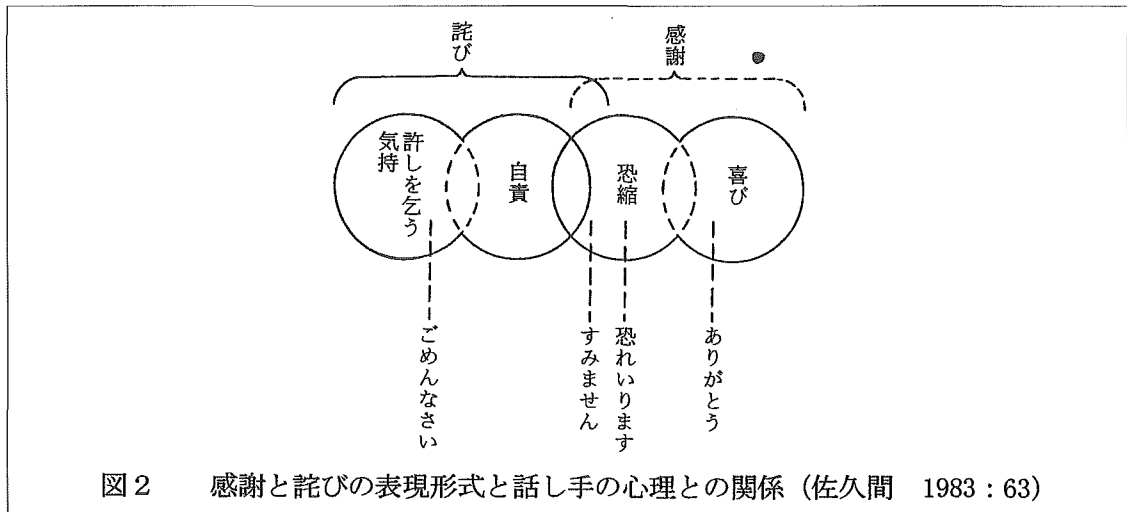 詫び
感謝
許しを乞う
気持
自責
恐縮
喜び
ごめんなさい
すみません
恐れいります
ありがとう
図2 感謝と詫びの表現形式と話し手の心理との関係（佐久間 1983：63）